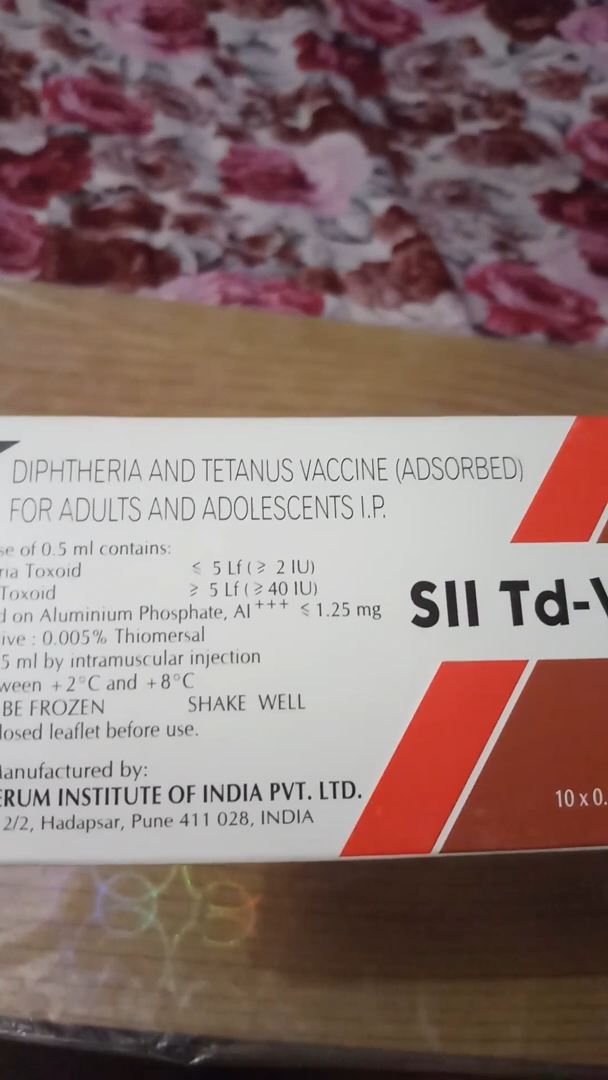 DIPHTHERIA AND TETANUS VACCINE (ADSORBED)
FOR ADULTS AND ADOLESCENTS I.P.
se of 0.5 ml contains:
ria Toxoid ≤ 5 Lf (≥ 2 IU)
Toxoid ≥ 5 Lf (≥ 40 IU)
d on Aluminium Phosphate, Al+++ ≤ 1.25 mg
ive : 0.005% Thiomersal
5 ml by intramuscular injection
ween +2°C and +8°C
BE FROZEN SHAKE WELL
losed leaflet before use.
anufactured by:
ERUM INSTITUTE OF INDIA PVT. LTD.
2/2, Hadapsar, Pune 411 028, INDIA
SII Td-V
10 x 0.